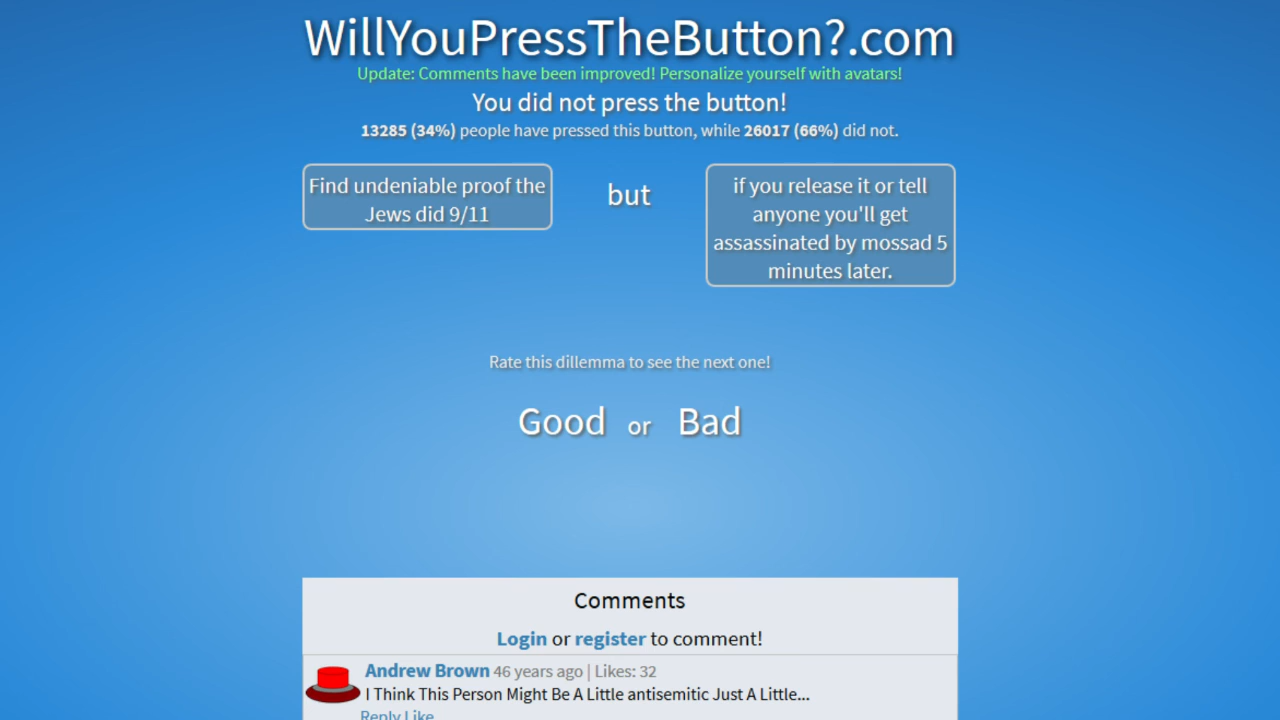 WillYouPressTheButton?.com
Update: Comments have been improved! Personalize yourself with avatars!
You did not press the button!
13285 (34%) people have pressed this button, while 26017 (66%) did not.
Find undeniable proof the
Jews did 9/11
but
if you release it or tell
anyone you'll get
assassinated by mossad 5
minutes later.
Rate this dillemma to see the next one!
Good or Bad
Comments
Login or register to comment!
Andrew Brown 46 years ago | Likes: 32
I Think This Person Might Be A Little antisemitic Just A Little...
Reply Like